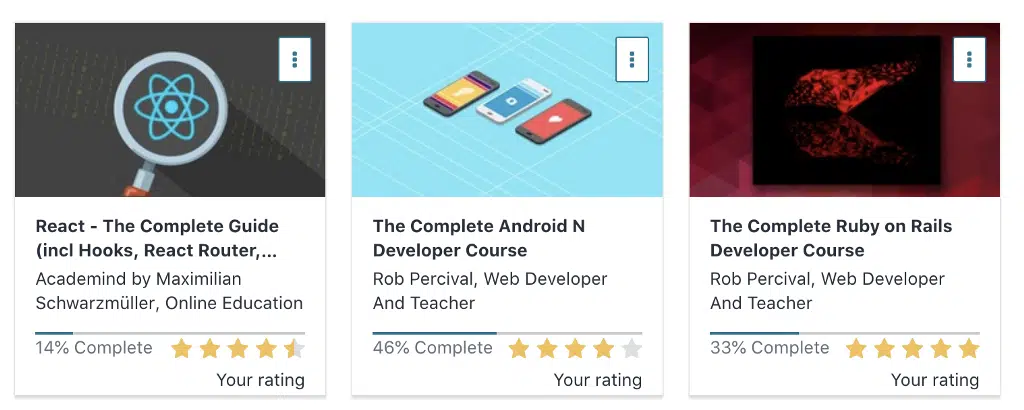 React - The Complete Guide
(incl Hooks, React Router,...
Academind by Maximilian
Schwarzmüller, Online Education
14% Complete
Your rating
The Complete Android N
Developer Course
Rob Percival, Web Developer
And Teacher
46% Complete
Your rating
The Complete Ruby on Rails
Developer Course
Rob Percival, Web Developer
And Teacher
33% Complete
Your rating